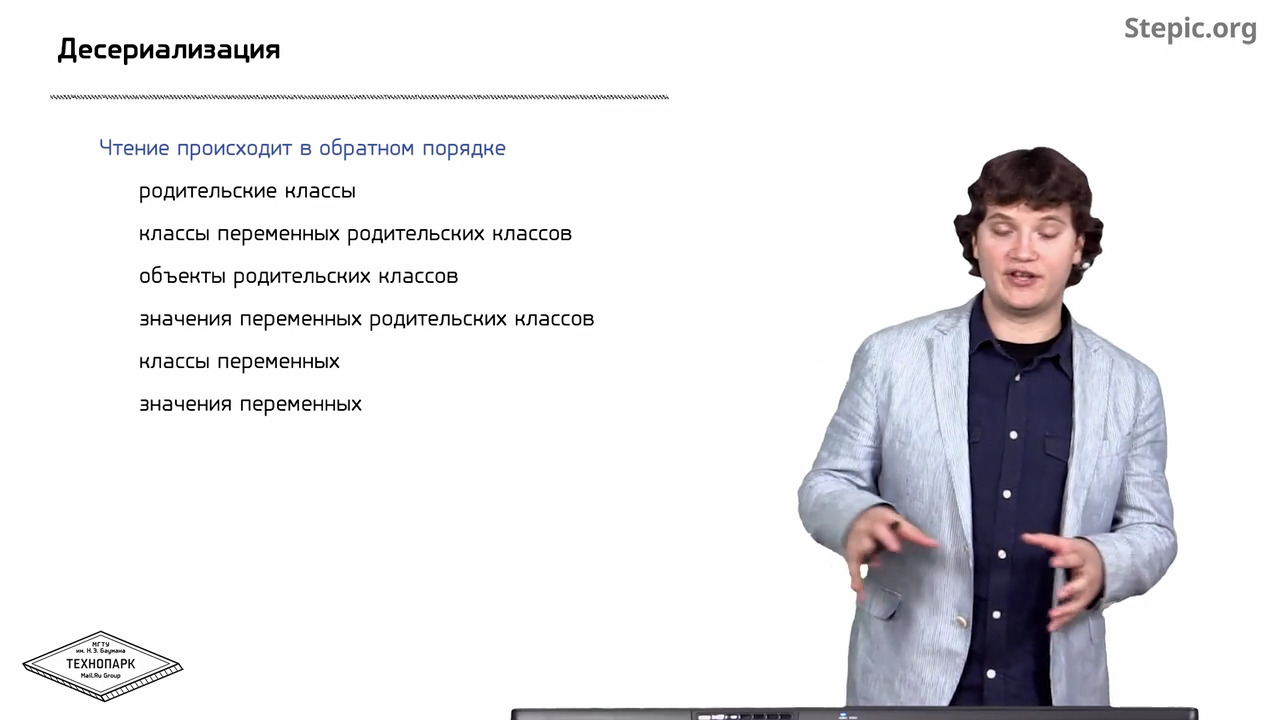 Stepic.org
Десериализация
Чтение происходит в обратном порядке
родительские классы
классы переменных родительских классов
объекты родительских классов
значения переменных родительских классов
классы переменных
значения переменных
МГТУ
им. Н.Э. Баумана
ТЕХНОПАРК
Mail.Ru Group